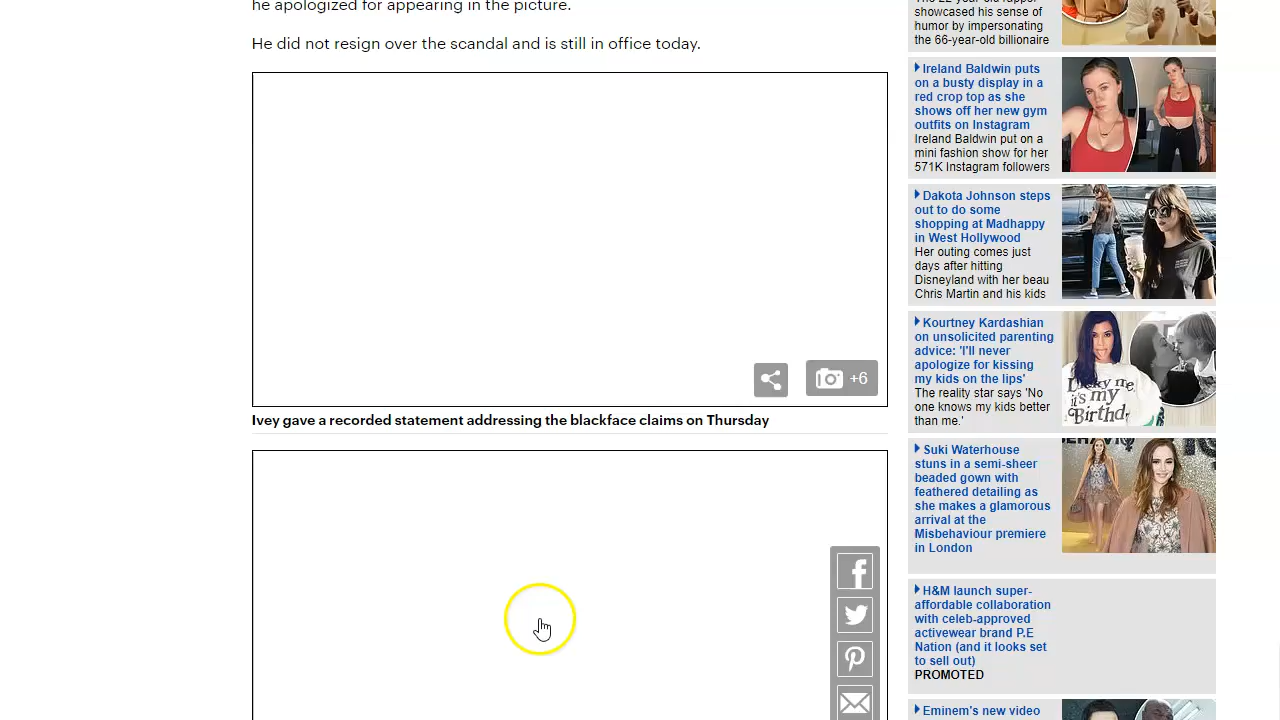 he apologized for appearing in the picture.
He did not resign over the scandal and is still in office today.
+6
Ivey gave a recorded statement addressing the blackface claims on Thursday
showcased his sense of
humor by impersonating
the 66-year-old billionaire
Ireland Baldwin puts
on a busty display in a
red crop top as she
shows off her new gym
outfits on Instagram
Ireland Baldwin put on a
mini fashion show for her
571K Instagram followers
Dakota Johnson steps
out to do some
shopping at Madhappy
in West Hollywood
Her outing comes just
days after hitting
Disneyland with her beau
Chris Martin and his kids
Kourtney Kardashian
on unsolicited parenting
advice: 'I'll never
apologize for kissing
my kids on the lips'
The reality star says 'No
one knows my kids better
than me.'
Lucky me,
it's my
Birthd
Suki Waterhouse
stuns in a semi-sheer
beaded gown with
feathered detailing as
she makes a glamorous
arrival at the
Misbehaviour premiere
in London
H&M launch super-
affordable collaboration
with celeb-approved
activewear brand P.E
Nation (and it looks set
to sell out)
PROMOTED
Eminem's new video